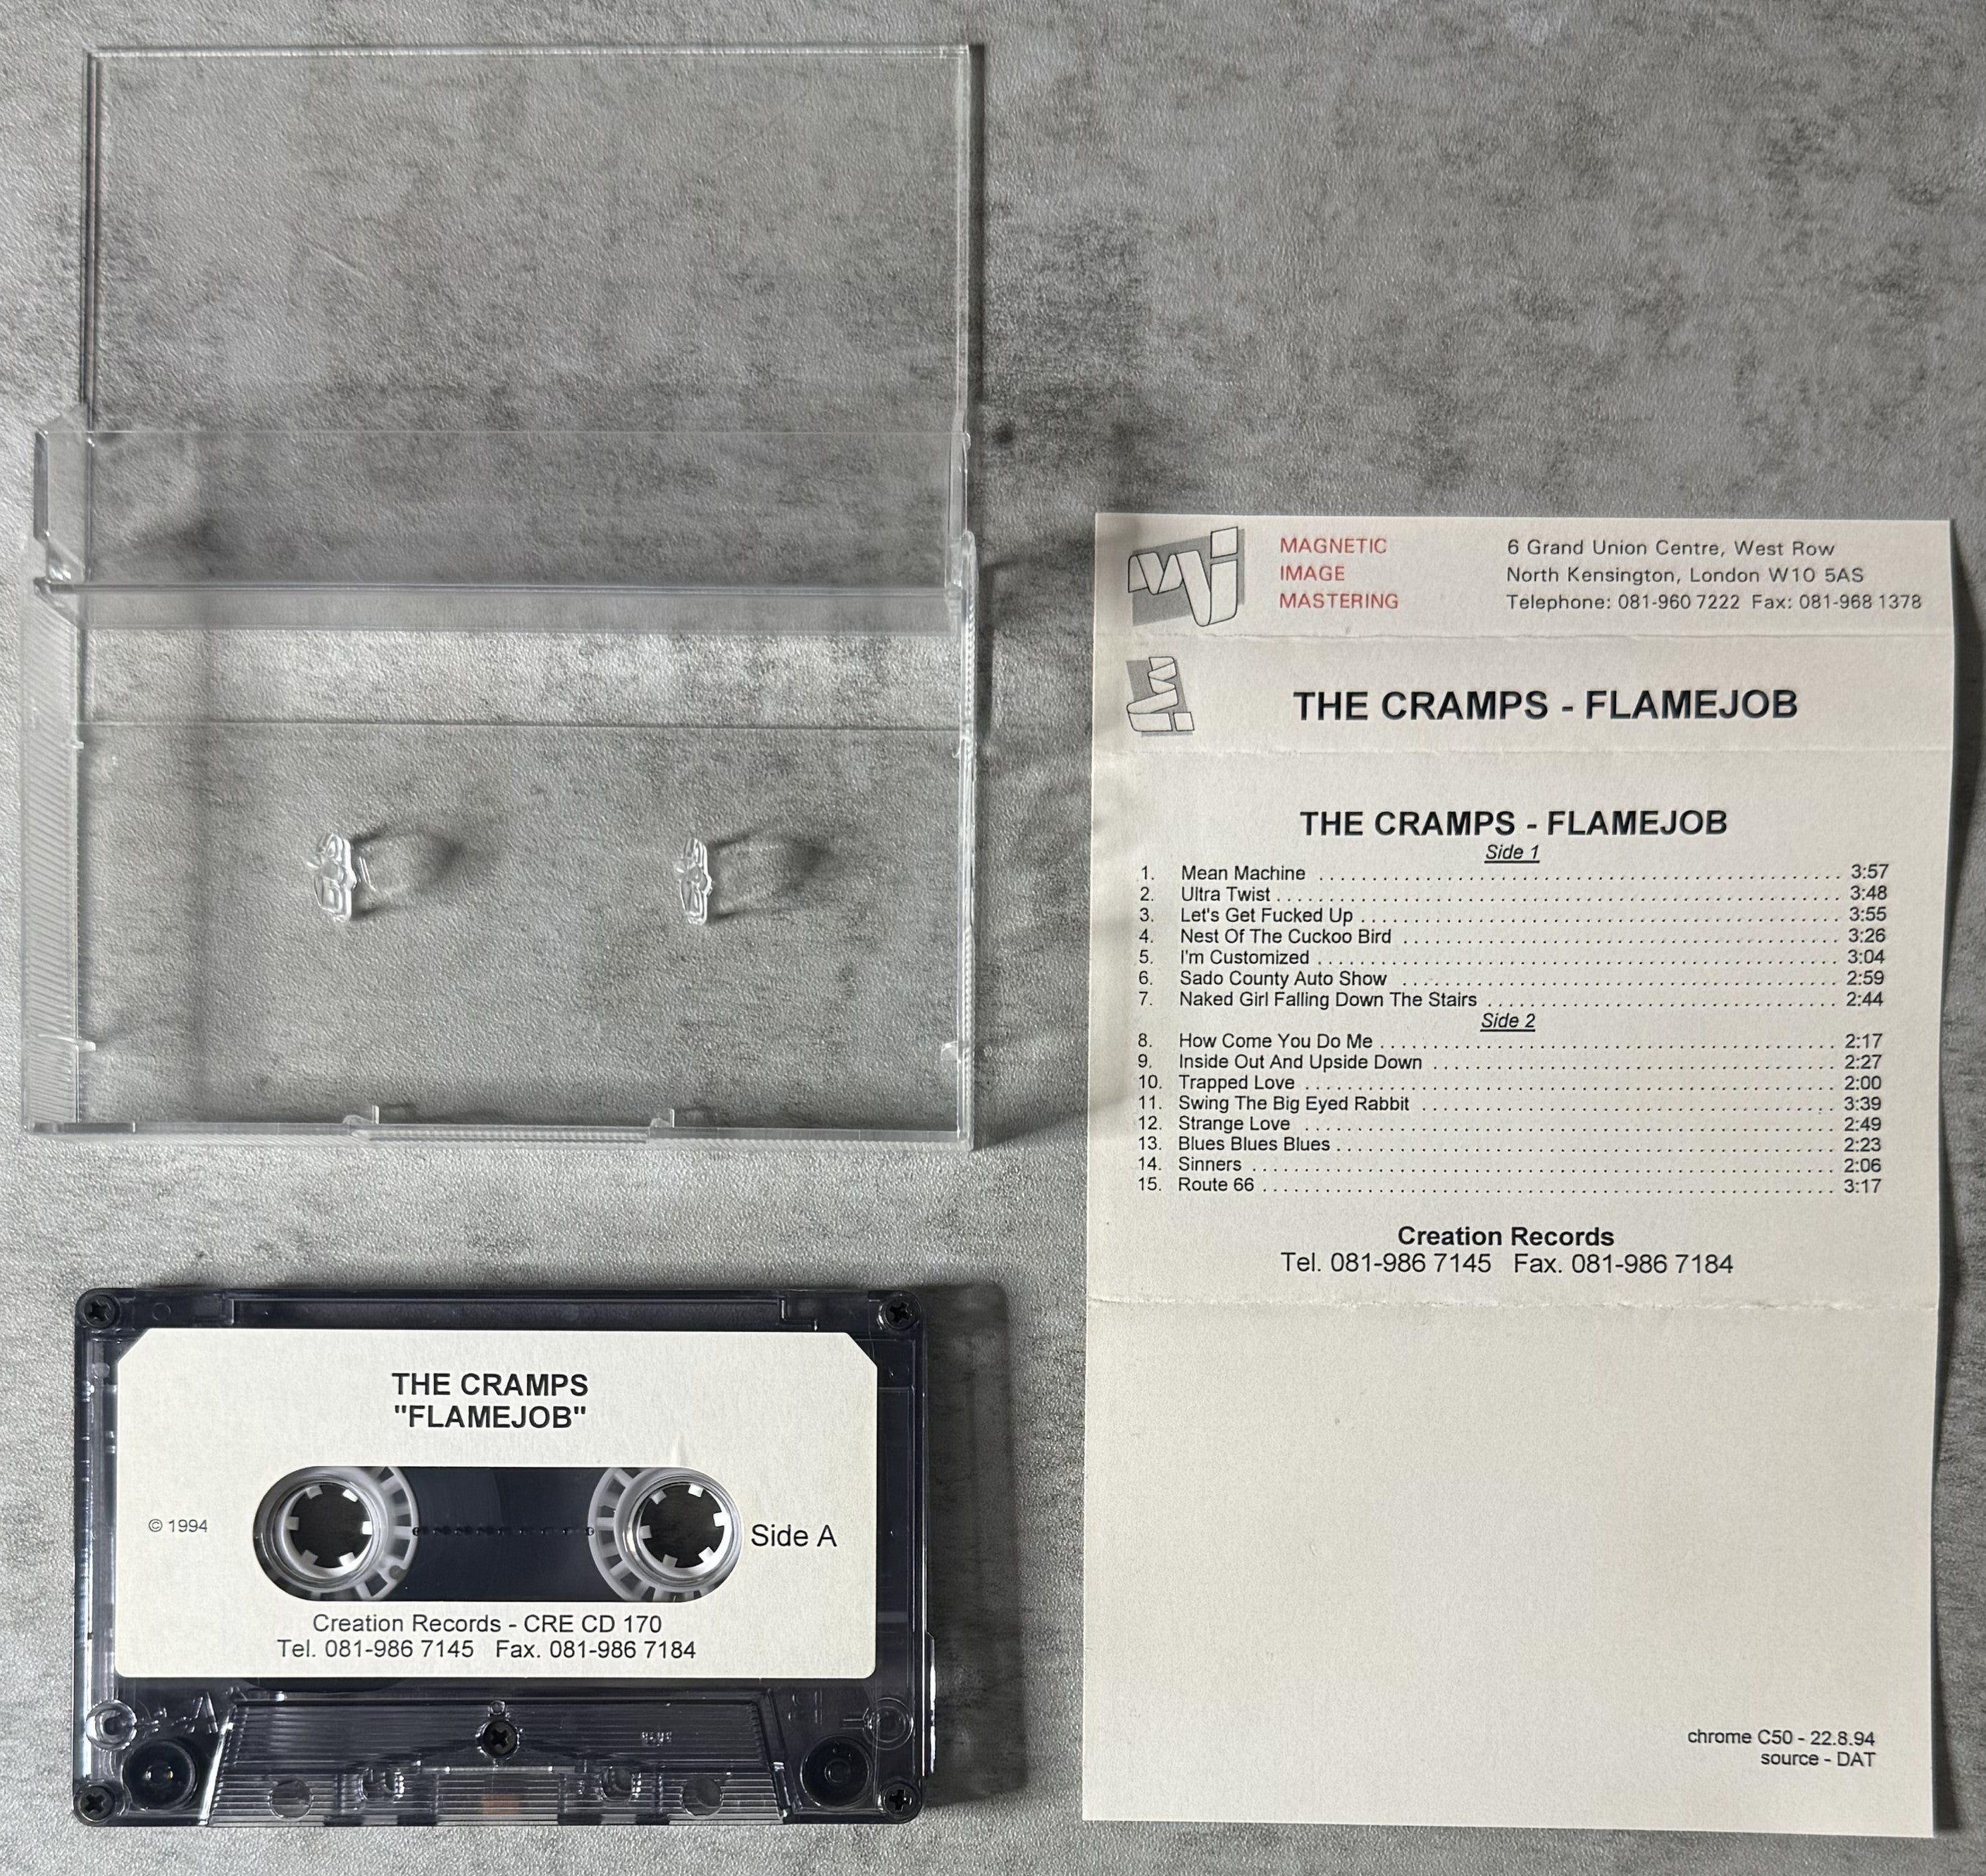 MAGNETIC
IMAGE
MASTERING
6 Grand Union Centre, West Row
North Kensington, London W10 5AS
Telephone: 081-960 7222 Fax: 081-968 1378
THE CRAMPS - FLAMEJOB
THE CRAMPS - FLAMEJOB
Side 1
1. Mean Machine 3:57
2. Ultra Twist 3:48
3. Let's Get Fucked Up 3:55
4. Nest Of The Cuckoo Bird 3:26
5. I'm Customized 3:04
6. Sado County Auto Show 2:59
7. Naked Girl Falling Down The Stairs 2:44
Side 2
8. How Come You Do Me 2:17
9. Inside Out And Upside Down 2:27
10. Trapped Love 2:00
11. Swing The Big Eyed Rabbit 3:39
12. Strange Love 2:49
13. Blues Blues Blues 2:23
14. Sinners 2:06
15. Route 66 3:17
Creation Records
Tel. 081-986 7145 Fax. 081-986 7184
chrome C50 - 22.8.94
source - DAT
THE CRAMPS
"FLAMEJOB"
© 1994
Side A
Creation Records - CRE CD 170
Tel. 081-986 7145 Fax. 081-986 7184
A